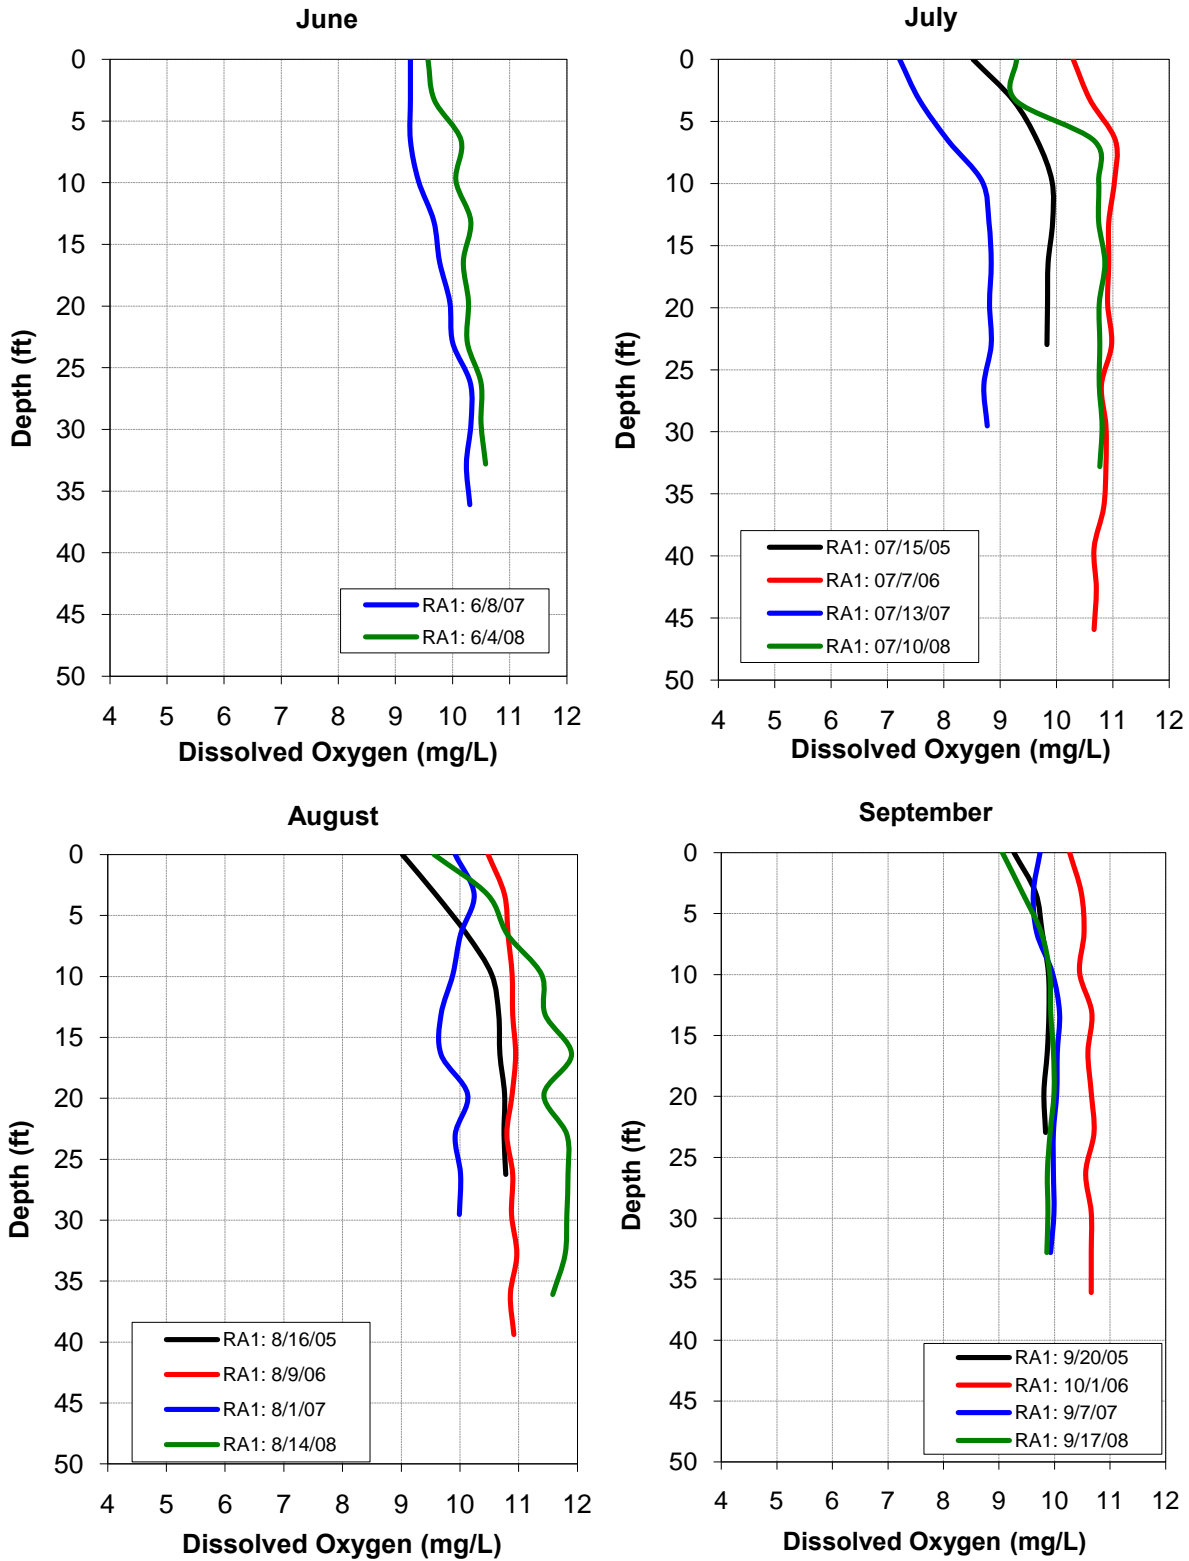 June
0
5
10
15
20
25
30
35
40
45
50
Depth (ft)
RA1: 6/8/07
RA1: 6/4/08
4 5 6 7 8 9 10 11 12
Dissolved Oxygen (mg/L)
July
0
5
10
15
20
25
30
35
40
45
50
Depth (ft)
RA1: 07/15/05
RA1: 07/7/06
RA1: 07/13/07
RA1: 07/10/08
4 5 6 7 8 9 10 11 12
Dissolved Oxygen (mg/L)
August
0
5
10
15
20
25
30
35
40
45
50
Depth (ft)
RA1: 8/16/05
RA1: 8/9/06
RA1: 8/1/07
RA1: 8/14/08
4 5 6 7 8 9 10 11 12
Dissolved Oxygen (mg/L)
September
0
5
10
15
20
25
30
35
40
45
50
Depth (ft)
RA1: 9/20/05
RA1: 10/1/06
RA1: 9/7/07
RA1: 9/17/08
4 5 6 7 8 9 10 11 12
Dissolved Oxygen (mg/L)